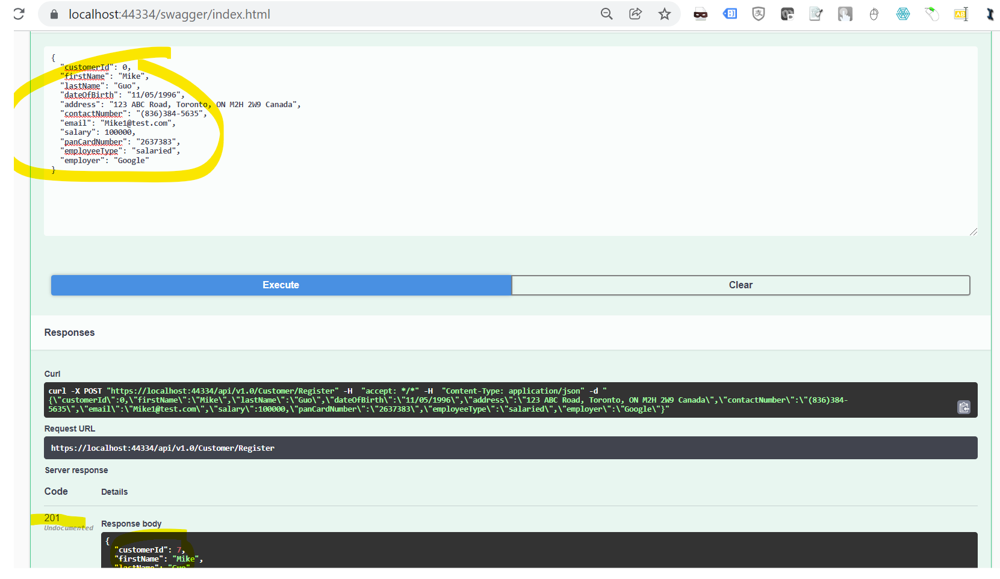 localhost:44334/swagger/index.html
{
"customerId": 0,
"firstName": "Mike",
"lastName": "Guo",
"dateOfBirth": "11/05/1996",
"address": "123 ABC Road, Toronto, ON M2H 2W9 Canada",
"contactNumber": "(836)384-5635",
"email": "Mike1@test.com",
"salary": 100000,
"panCardNumber": "2637383",
"employeeType": "salaried",
"employer": "Google"
}
Execute
Clear
Responses
Curl
curl -X POST "https://localhost:44334/api/v1.0/Customer/Register" -H  "accept: */*" -H  "Content-Type: application/json" -d "
{\"customerId\":0,\"firstName\":\"Mike\",\"lastName\":\"Guo\",\"dateOfBirth\":\"11/05/1996\",\"address\":\"123 ABC Road, Toronto, ON M2H 2W9 Canada\",\"contactNumber\":\"(836)384-
5635\",\"email\":\"Mike1@test.com\",\"salary\":100000,\"panCardNumber\":\"2637383\",\"employeeType\":\"salaried\",\"employer\":\"Google\"}"
Request URL
https://localhost:44334/api/v1.0/Customer/Register
Server response
Code Details
201
Undocumented
Response body
{
"customerId": 7,
"firstName": "Mike",
"lastName": "Guo"